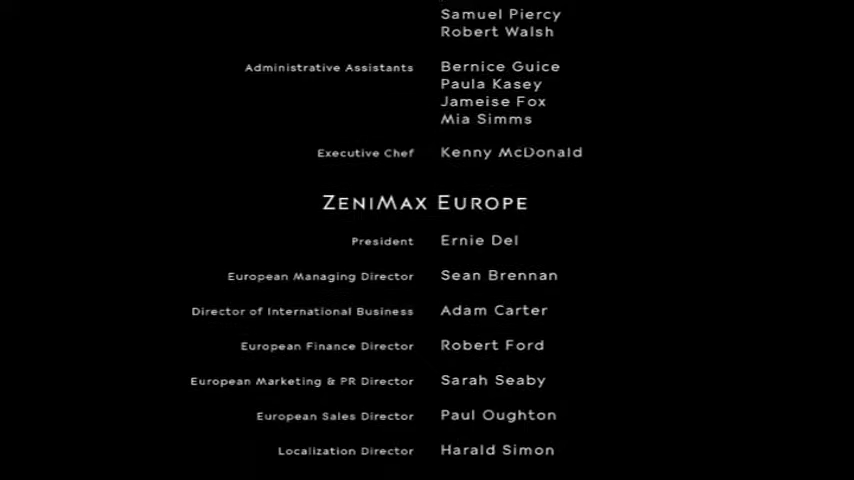 Samuel Piercy
Robert Walsh
Administrative Assistants Bernice Guice
Paula Kasey
Jameise Fox
Mia Simms
Executive Chef Kenny McDonald
ZeniMax Europe
President Ernie Del
European Managing Director Sean Brennan
Director of International Business Adam Carter
European Finance Director Robert Ford
European Marketing & PR Director Sarah Seaby
European Sales Director Paul Oughton
Localization Director Harald Simon